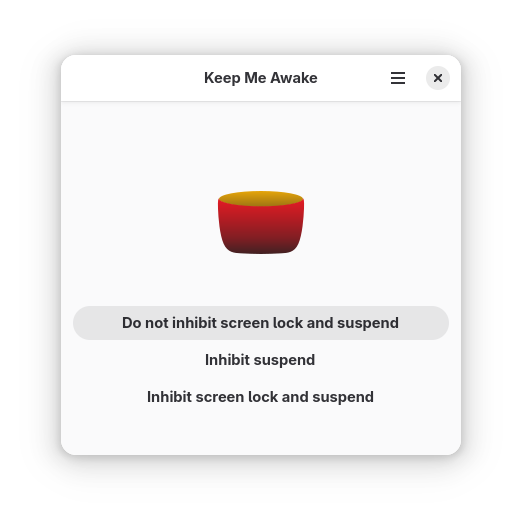 Keep Me Awake
Do not inhibit screen lock and suspend
Inhibit suspend
Inhibit screen lock and suspend